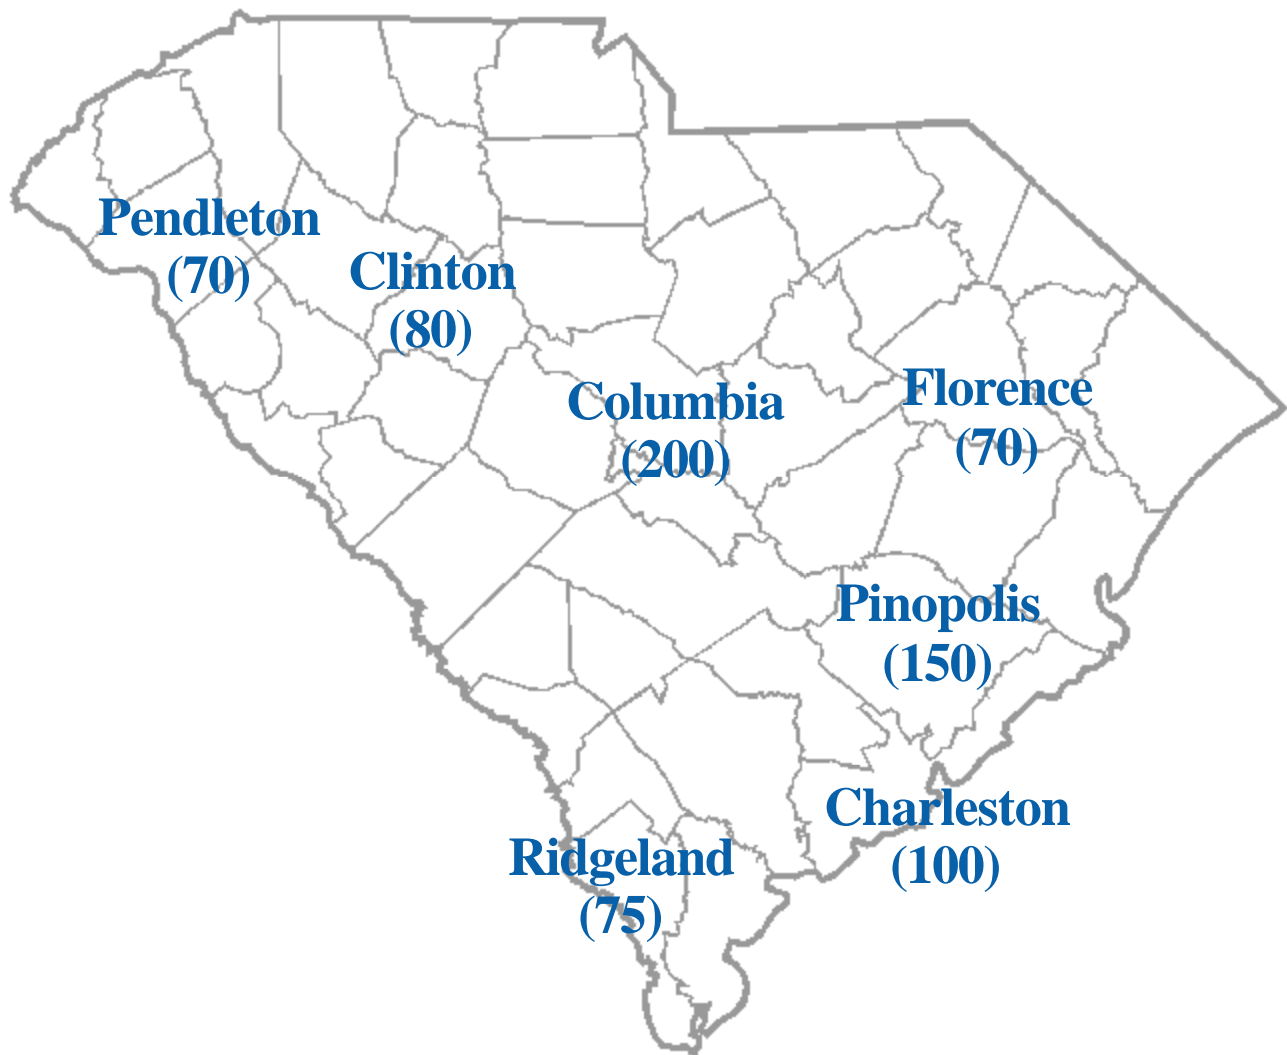 Pendleton
(70)
Clinton
(80)
Columbia
(200)
Florence
(70)
Pinopolis
(150)
Charleston
(100)
Ridgeland
(75)